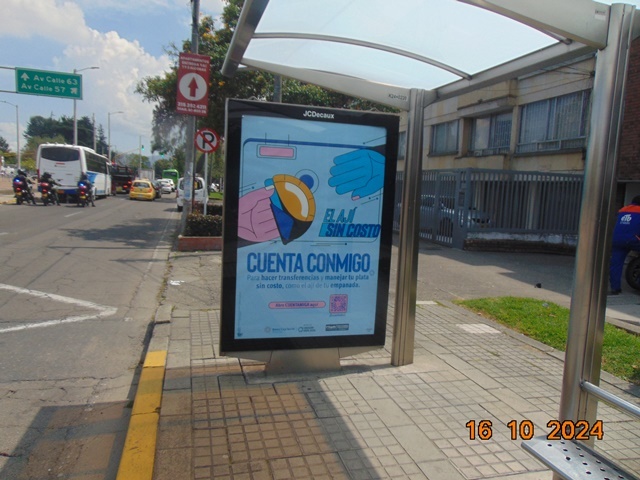 Av Calle 63
Av Calle 57
JCDecaux
EL AJÍ
SIN COSTO
CUENTA CONMIGO
Para hacer transferencias y manejar tu plata
sin costo, como el ají de tu empanada.
16 10 2024